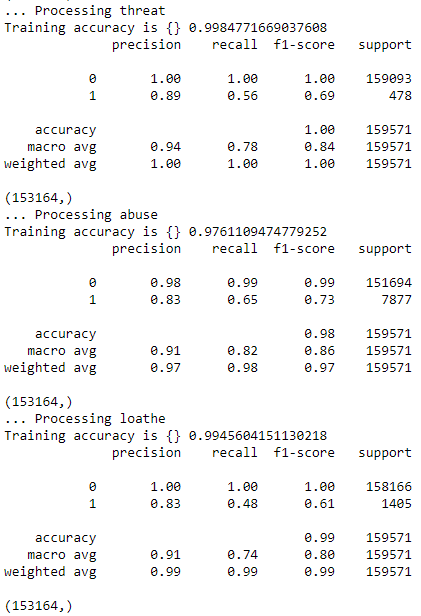 ... Processing threat
Training accuracy is {} 0.9984771669037608
precision recall f1-score support
0 1.00 1.00 1.00 159093
1 0.89 0.56 0.69 478
accuracy 1.00 159571
macro avg 0.94 0.78 0.84 159571
weighted avg 1.00 1.00 1.00 159571
(153164,)
... Processing abuse
Training accuracy is {} 0.9761109474779252
precision recall f1-score support
0 0.98 0.99 0.99 151694
1 0.83 0.65 0.73 7877
accuracy 0.98 159571
macro avg 0.91 0.82 0.86 159571
weighted avg 0.97 0.98 0.97 159571
(153164,)
... Processing loathe
Training accuracy is {} 0.9945604151130218
precision recall f1-score support
0 1.00 1.00 1.00 158166
1 0.83 0.48 0.61 1405
accuracy 0.99 159571
macro avg 0.91 0.74 0.80 159571
weighted avg 0.99 0.99 0.99 159571
(153164,)